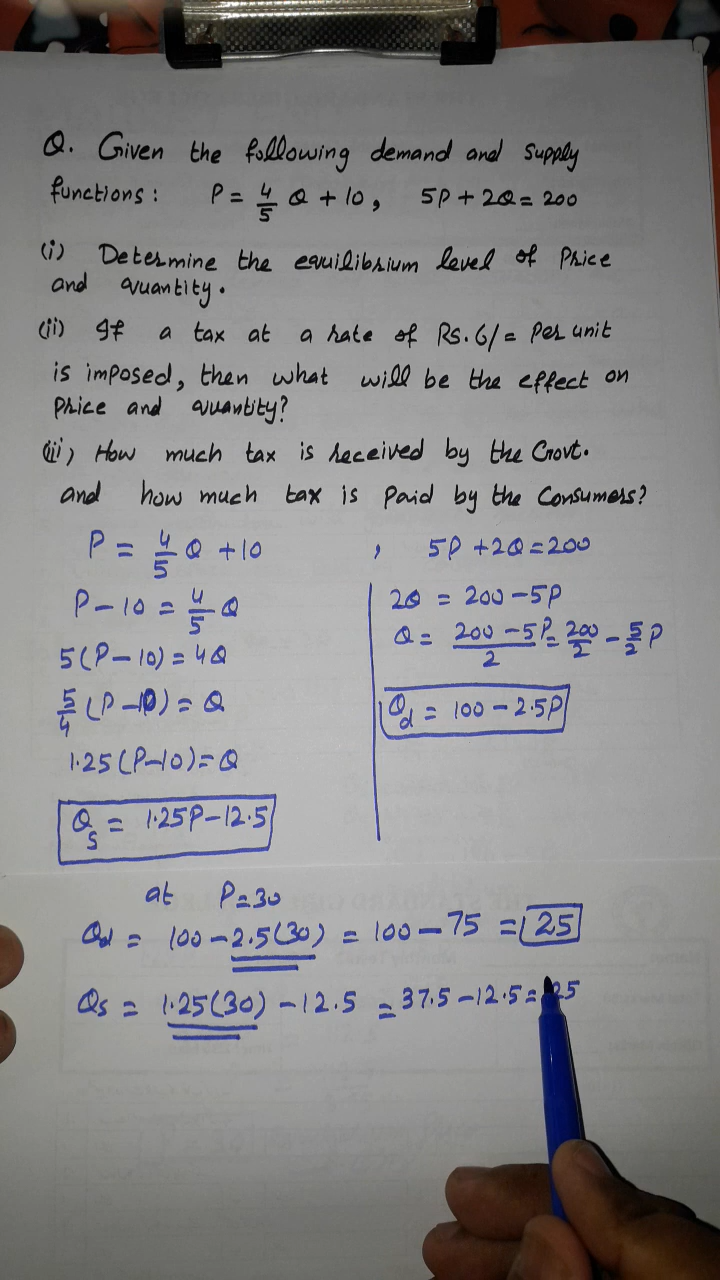 Q. Given the following demand and supply
functions: P = 4/5 Q + 10, 5P + 2Q = 200
(i) Determine the equilibrium level of Price
and quantity.
(ii) If a tax at a rate of RS. 6/= Per unit
is imposed, then what will be the effect on
Price and quantity?
(iii) How much tax is received by the Govt.
and how much tax is Paid by the Consumers?
P = 4/5 Q + 10 , 5P + 2Q = 200
P - 10 = 4/5 Q
5(P - 10) = 4Q
5/4 (P - 10) = Q
1.25(P - 10) = Q
Qs = 1.25P - 12.5
2Q = 200 - 5P
Q = 200 - 5P/2 = 200/2 - 5/2 P
Qd = 100 - 2.5P
at P = 30
Qd = 100 - 2.5(30) = 100 - 75 = 25
Qs = 1.25(30) - 12.5 = 37.5 - 12.5 = 25